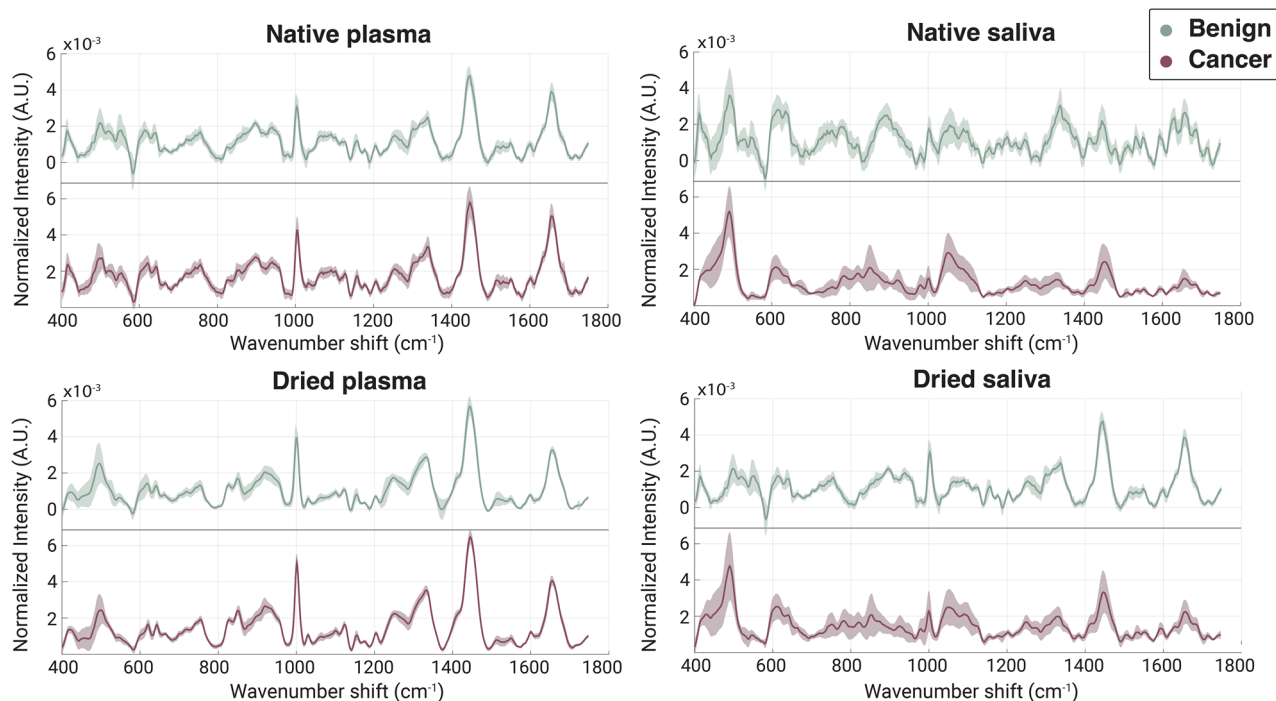 Native plasma
x10-3
Normalized Intensity (A.U.)
6
4
2
0
6
4
2
400 600 800 1000 1200 1400 1600 1800
Wavenumber shift (cm-1)
Native saliva
x10-3
Benign
Cancer
Normalized Intensity (A.U.)
6
4
2
0
6
4
2
400 600 800 1000 1200 1400 1600 1800
Wavenumber shift (cm-1)
Dried plasma
x10-3
Normalized Intensity (A.U.)
6
4
2
0
6
4
2
400 600 800 1000 1200 1400 1600 1800
Wavenumber shift (cm-1)
Dried saliva
x10-3
Normalized Intensity (A.U.)
6
4
2
0
6
4
2
400 600 800 1000 1200 1400 1600 1800
Wavenumber shift (cm-1)